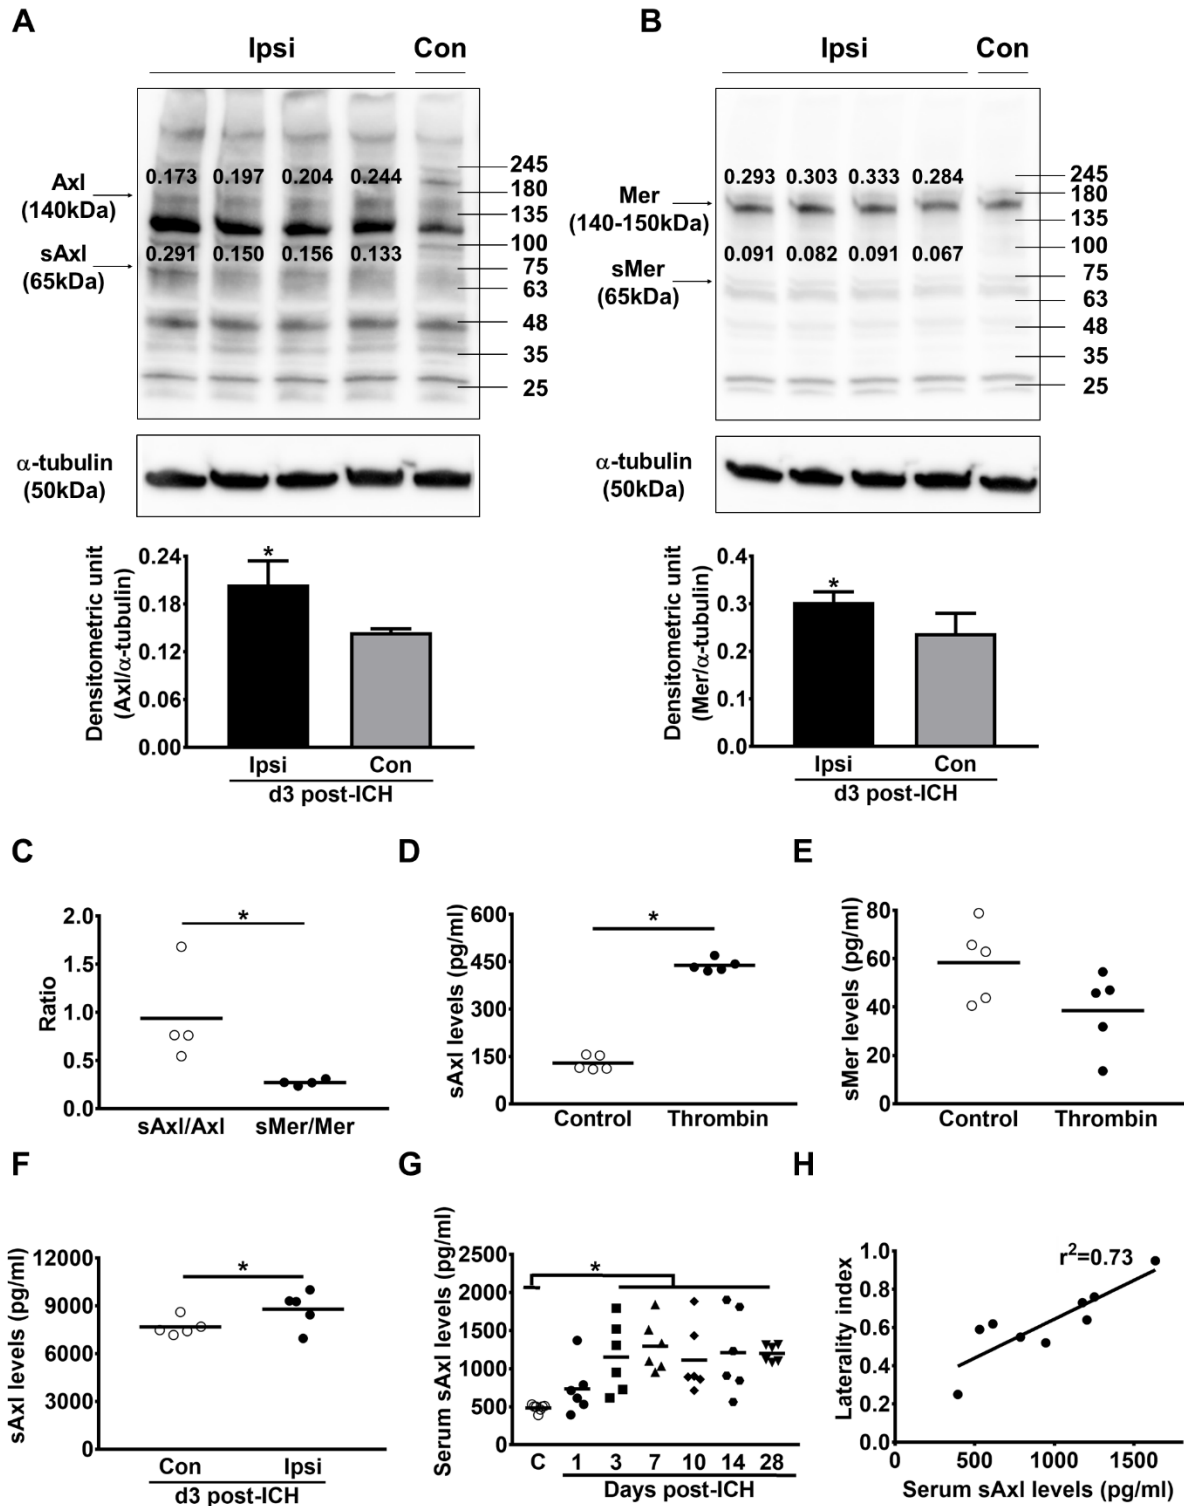 A
Ipsi
Con
0.173 0.197 0.204 0.244
0.291 0.150 0.156 0.133
Axl
(140kDa)
sAxl
(65kDa)
245
180
135
100
75
63
48
35
25
α-tubulin
(50kDa)
Densitometric unit
(Axl/α-tubulin)
0.24
0.18
0.12
0.06
0.00
*
Ipsi
Con
d3 post-ICH
B
Ipsi
Con
0.293 0.303 0.333 0.284
0.091 0.082 0.091 0.067
Mer
(140-150kDa)
sMer
(65kDa)
245
180
135
100
75
63
48
35
25
α-tubulin
(50kDa)
Densitometric unit
(Mer/α-tubulin)
0.4
0.3
0.2
0.1
0.0
*
Ipsi
Con
d3 post-ICH
C
Ratio
2.0
1.5
1.0
0.5
0.0
*
sAxl/Axl
sMer/Mer
D
sAxl levels (pg/ml)
600
450
300
150
0
*
Control
Thrombin
E
sMer levels (pg/ml)
80
60
40
20
0
Control
Thrombin
F
sAxl levels (pg/ml)
12000
9000
6000
3000
0
*
Con
Ipsi
d3 post-ICH
G
Serum sAxl levels (pg/ml)
2500
2000
1500
1000
500
0
*
C 1 3 7 10 14 28
Days post-ICH
H
Laterality index
1.0
0.8
0.6
0.4
0.2
0.0
r²=0.73
0 500 1000 1500
Serum sAxl levels (pg/ml)